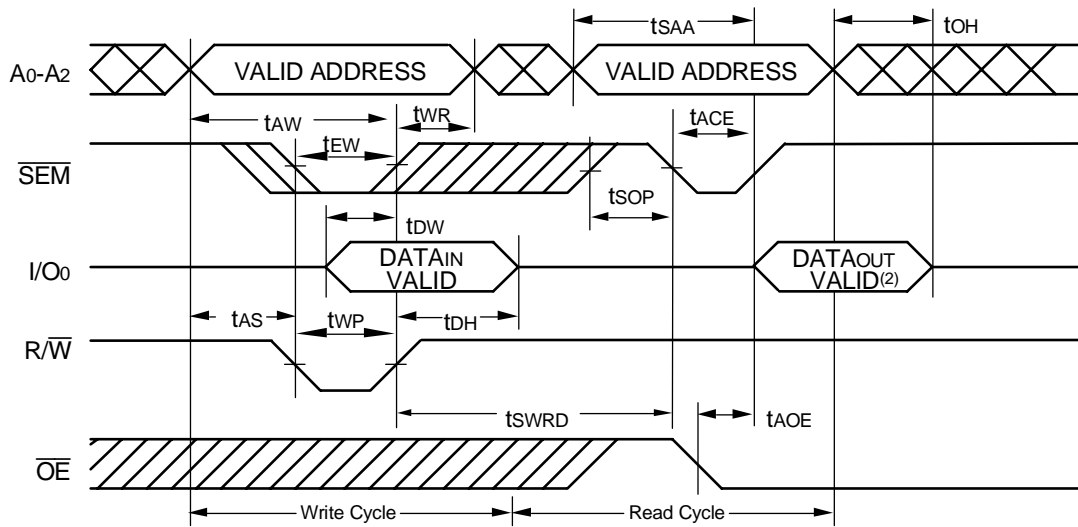 tSAA
tOH
A0-A2
VALID ADDRESS
VALID ADDRESS
tAW
tWR
tACE
tEW
SEM
tSOP
tDW
I/O0
DATAIN
VALID
DATAOUT
VALID(2)
tAS
tWP
tDH
R/W
tSWRD
tAOE
OE
Write Cycle
Read Cycle